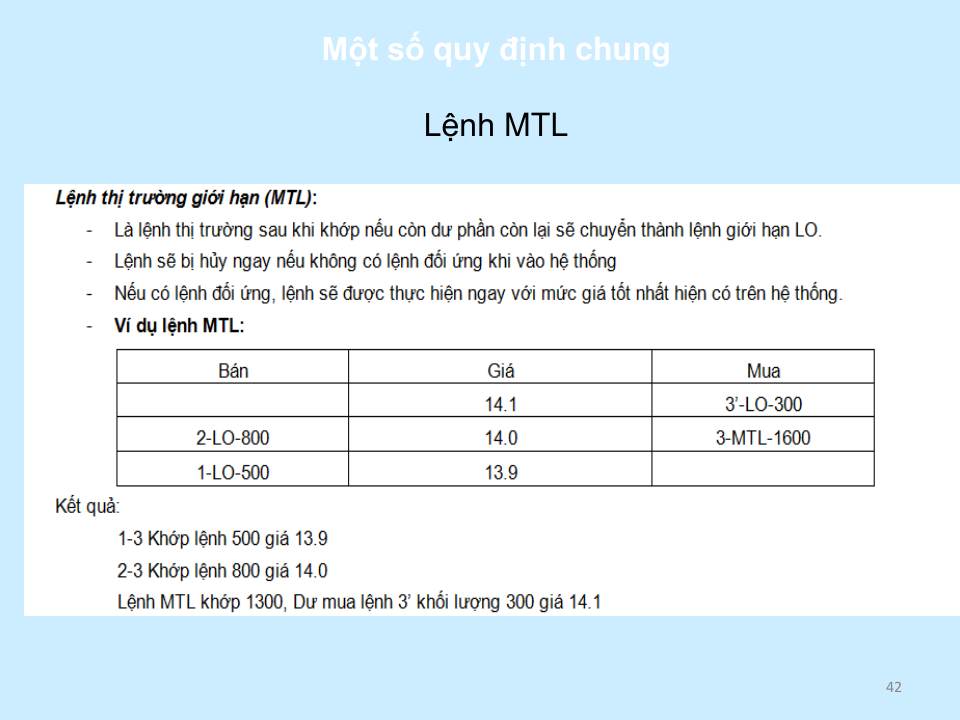 Một số quy định chung
Lệnh MTL
Lệnh thị trường giới hạn (MTL):
- Là lệnh thị trường sau khi khớp nếu còn dư phần còn lại sẽ chuyển thành lệnh giới hạn LO.
- Lệnh sẽ bị hủy ngay nếu không có lệnh đối ứng khi vào hệ thống
- Nếu có lệnh đối ứng, lệnh sẽ được thực hiện ngay với mức giá tốt nhất hiện có trên hệ thống.
- Ví dụ lệnh MTL:
Bán Giá Mua
14.1 3’-LO-300
2-LO-800 14.0 3-MTL-1600
1-LO-500 13.9
Kết quả:
1-3 Khớp lệnh 500 giá 13.9
2-3 Khớp lệnh 800 giá 14.0
Lệnh MTL khớp 1300, Dư mua lệnh 3’ khối lượng 300 giá 14.1
42